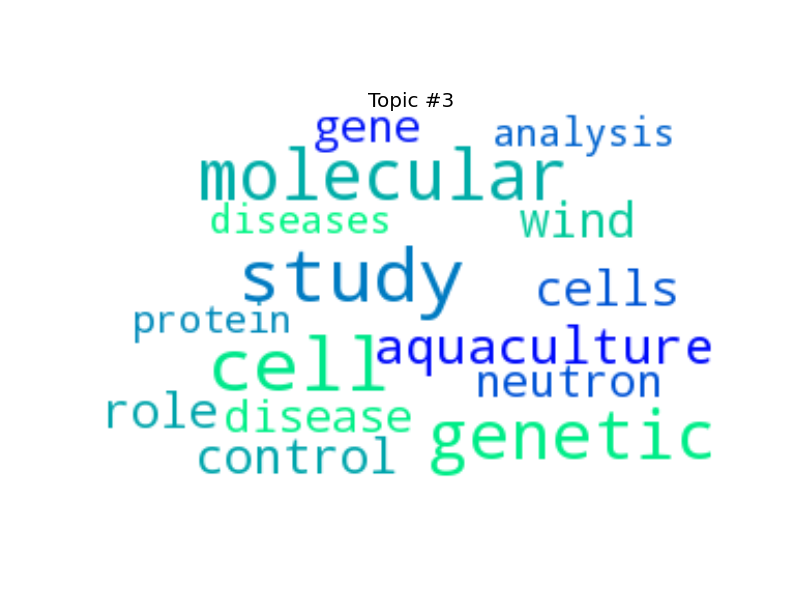 Topic #3
gene analysis
molecular
diseases wind
study
cells
protein
aquaculture
cell
neutron
role disease
genetic
control